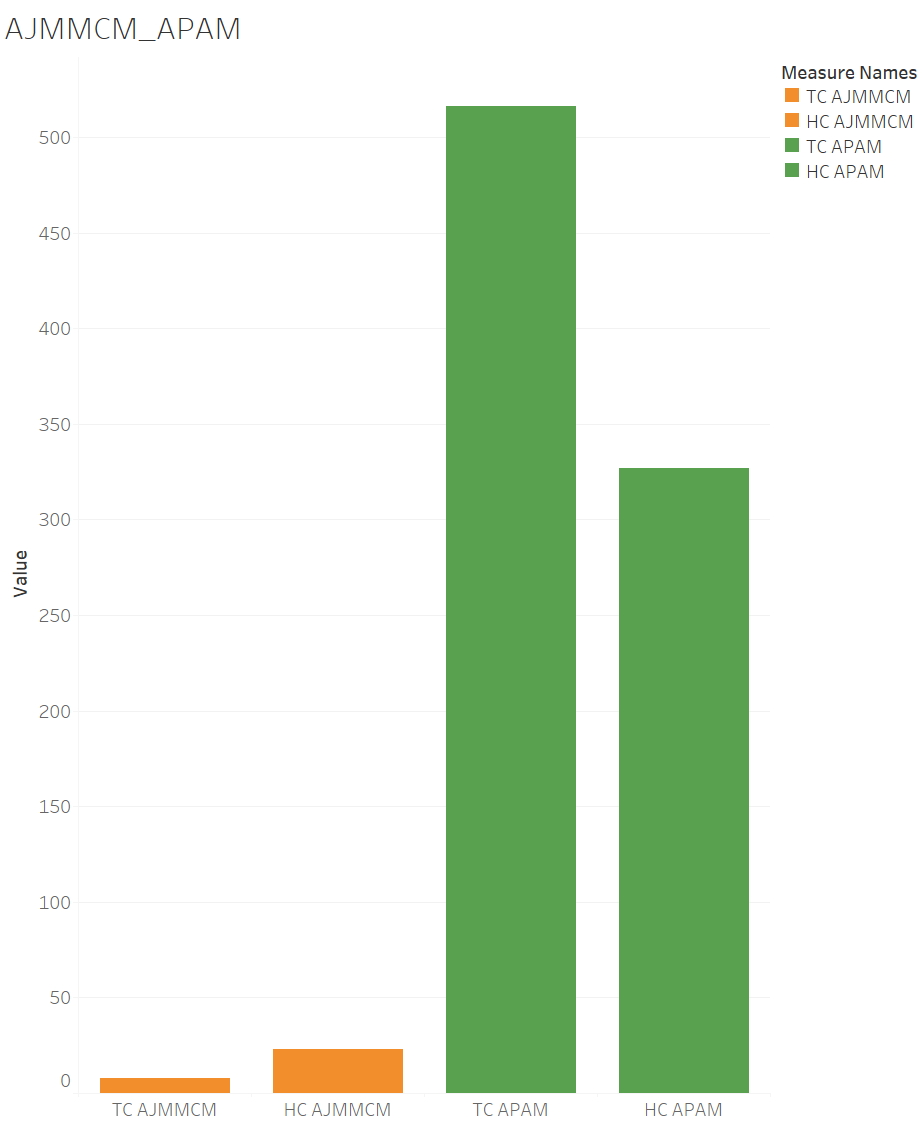 AJMMCM_APAM
Measure Names
TC AJMMCM
HC AJMMCM
TC APAM
HC APAM
500
450
400
350
300
250
200
150
100
50
0
Value
TC AJMMCM
HC AJMMCM
TC APAM
HC APAM